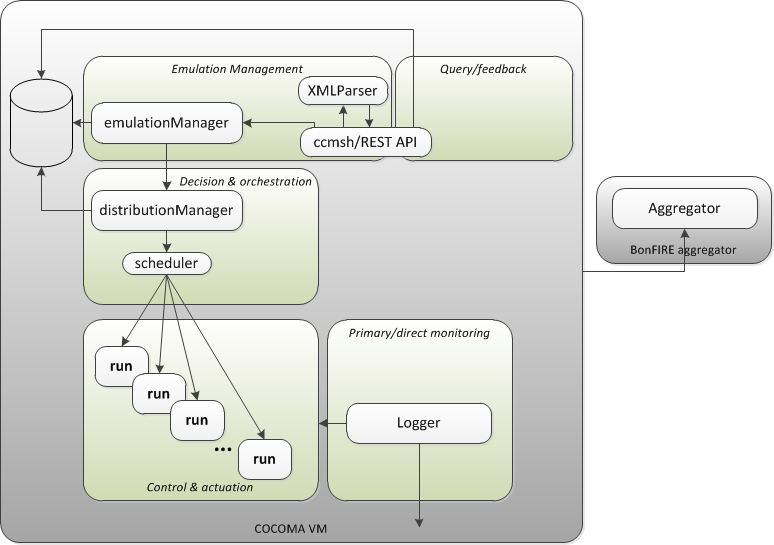 Emulation Management
Query/feedback
XMLParser
emulationManager
ccmsh/REST API
Decision & orchestration
distributionManager
scheduler
Aggregator
BonFIRE aggregator
Primary/direct monitoring
run
run
run
Logger
...
run
Control & actuation
COCOMA VM